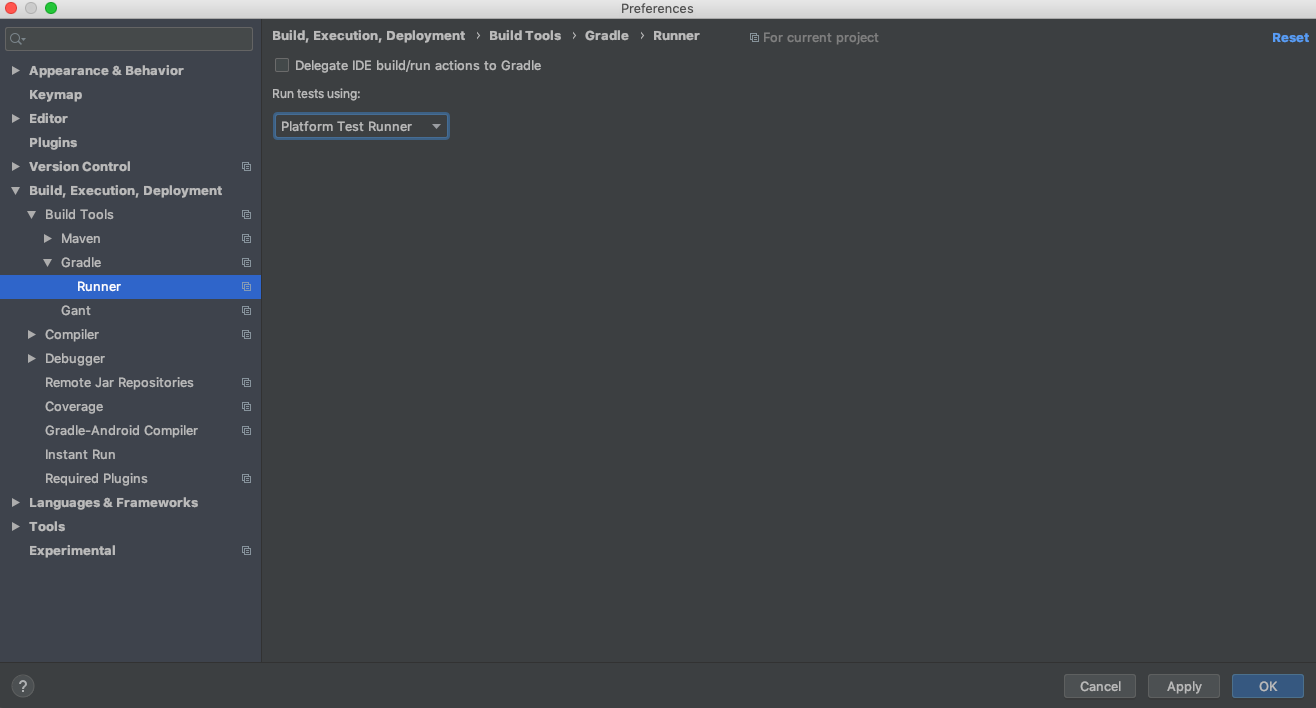 Preferences
Build, Execution, Deployment › Build Tools › Gradle › Runner
For current project
Reset
Appearance & Behavior
Keymap
Editor
Plugins
Version Control
Build, Execution, Deployment
Build Tools
Maven
Gradle
Runner
Gant
Compiler
Debugger
Remote Jar Repositories
Coverage
Gradle-Android Compiler
Instant Run
Required Plugins
Languages & Frameworks
Tools
Experimental
Delegate IDE build/run actions to Gradle
Run tests using:
Platform Test Runner
?
Cancel
Apply
OK